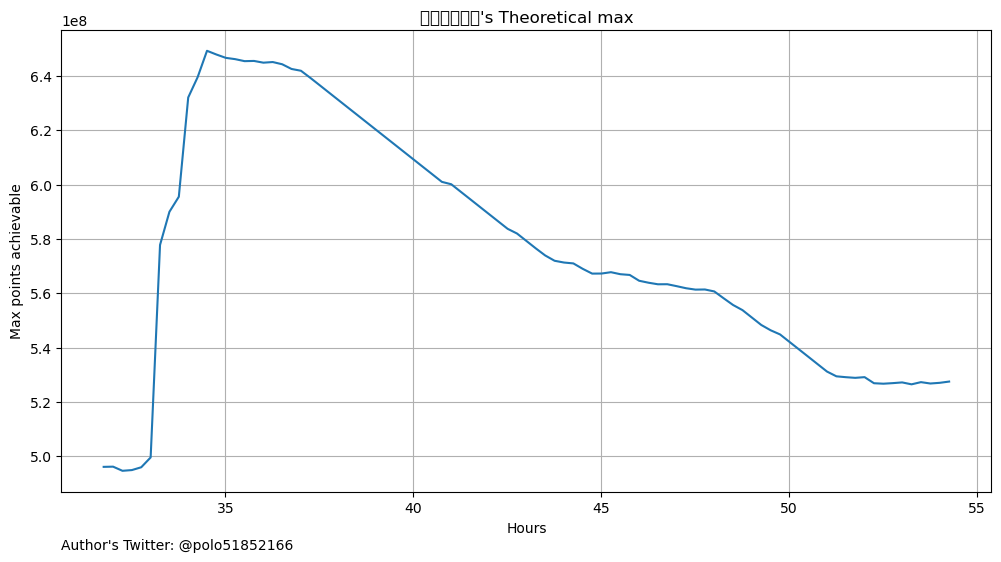 's Theoretical max
1e8
6.4
6.2
6.0
5.8
5.6
5.4
5.2
5.0
Max points achievable
35
40
45
50
55
Hours
Author's Twitter: @polo51852166